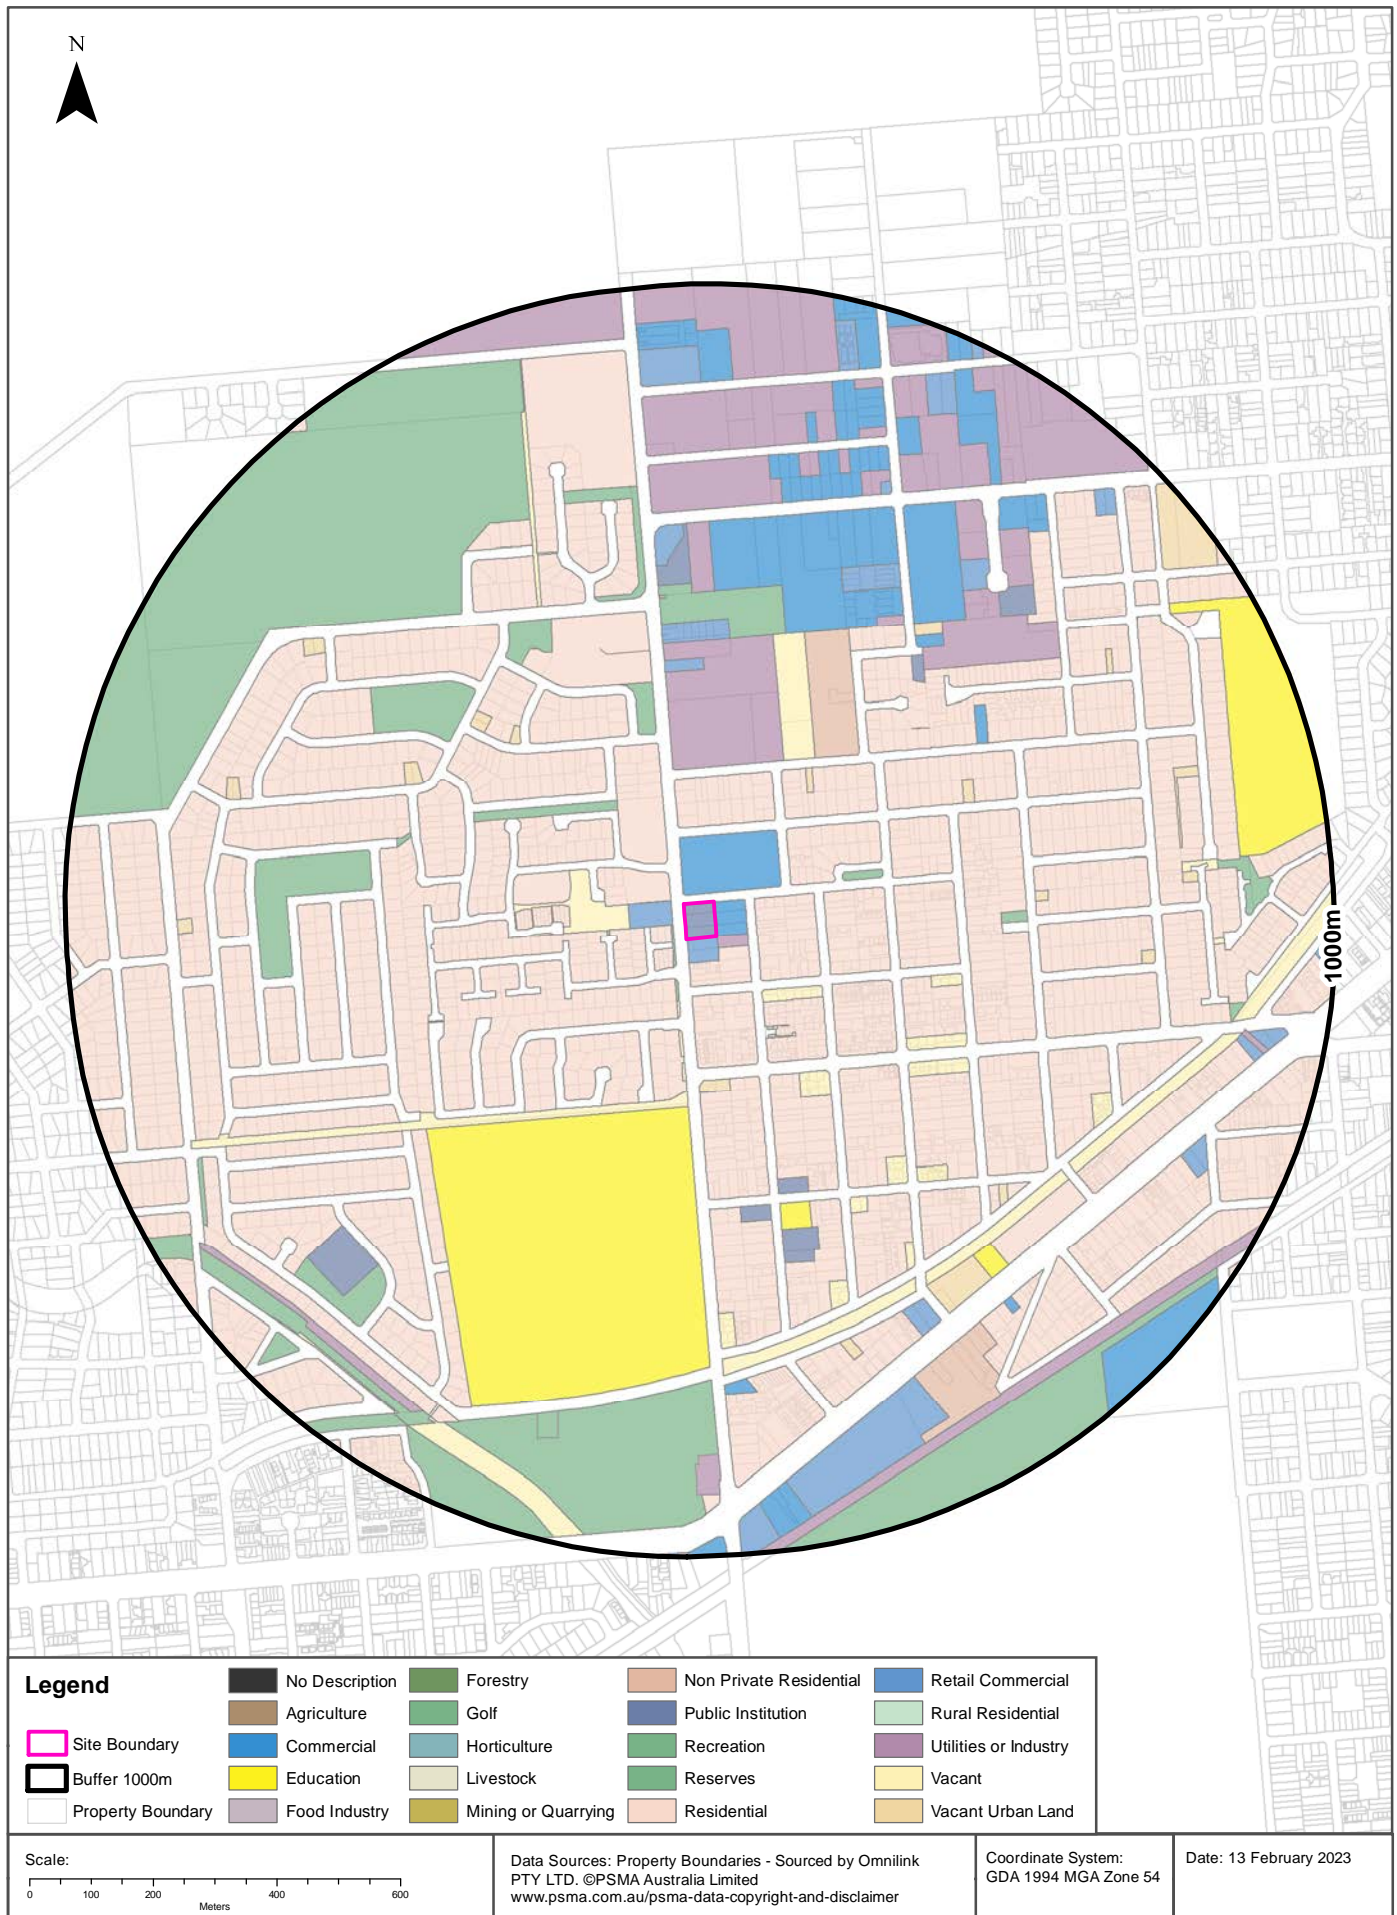 N
1000m
Legend
Site Boundary
Buffer 1000m
Property Boundary
No Description
Agriculture
Commercial
Education
Food Industry
Forestry
Golf
Horticulture
Livestock
Mining or Quarrying
Non Private Residential
Public Institution
Recreation
Reserves
Residential
Retail Commercial
Rural Residential
Utilities or Industry
Vacant
Vacant Urban Land
Scale:
0 100 200 400 600
Meters
Data Sources: Property Boundaries - Sourced by Omnilink
PTY LTD. ©PSMA Australia Limited
www.psma.com.au/psma-data-copyright-and-disclaimer
Coordinate System:
GDA 1994 MGA Zone 54
Date: 13 February 2023